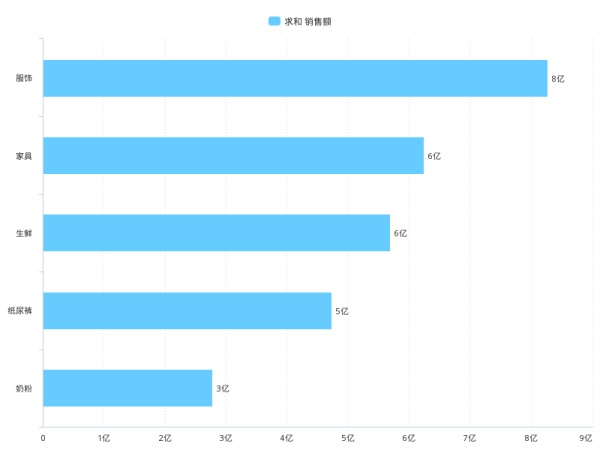 求和 销售额
服饰 8亿
家具 6亿
生鲜 6亿
纸尿裤 5亿
奶粉 3亿
0 1亿 2亿 3亿 4亿 5亿 6亿 7亿 8亿 9亿